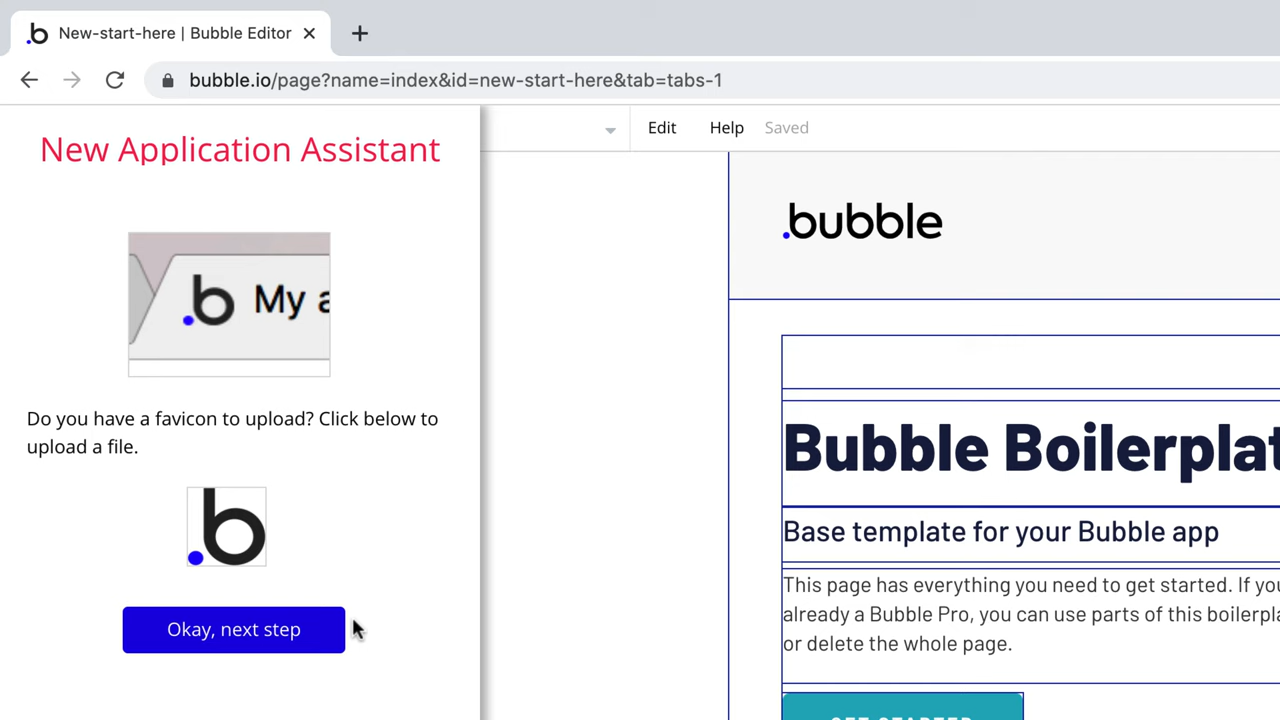 New-start-here | Bubble Editor
bubble.io/page?name=index&id=new-start-here&tab=tabs-1
New Application Assistant
Edit Help Saved
.bubble
.b My a
Do you have a favicon to upload? Click below to
upload a file.
.b
Okay, next step
Bubble Boilerplat
Base template for your Bubble app
This page has everything you need to get started. If you
already a Bubble Pro, you can use parts of this boilerpla
or delete the whole page.
GET STARTED